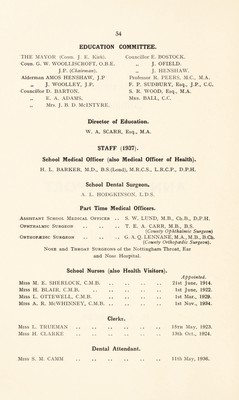 34
EDUCATION COMMITTEE.
THE MAYOR (Coun. J. E. Kirk).
Coun. G. W. WOOLLISCROFT, O.B.E.
J.P. (Chairman).
Alderman AMOS HENSHAW, J.P
„ J. WOOLLEY, J.P.
Councillor D. BARTON.
„ E. A. ADAMS.
„ Mrs. J. B. D. McINTYRE.
Councillor E. BOSTOCK.
„ J. OFIELD.
„ J. HENSHAW.
Professor R. PEERS, M.C., M.A.
F. P. SUDBURY, Esq., J.P., C.C.
S. R. WOOD, Esq., M.A.
Mrs. BALL, C.C.
Director of Education.
W. A. SCARR, Esq., M.A.
STAFF (1937).
School Medical Officer (also Medical Officer of Health).
H. L. BARKER, M.D., B.S.(Lond), M.R.C.S., L.R.C.P., D.P.H.
School Dental Surgeon.
A. L. HODGKINSON, L.D.S.
Part Time Medical Officers.
ASSISTANT SCHOOL MEDICAL OFFICER .. S. W. LUND, M.B., Ch.B., D.P.H.
OPHTHALMIC SURGEON .. .. .. T. E. A. CARR, M.B., B.S.
(County Ophthalmic Surgeon)
ORTHOPÆDIC SURGEON .. .. .. G. A. Q. LENNANE, M.A., M.B., B.Ch.
(County Orthopædic Surgeon).
NOSE AND THROAT SURGEONS of the Nottingham Throat, Ear
and Nose Hospital.
School Nurses (also Health Visitors).
Appointed.
MISS M. E. SHERLOCK, C.M.B. .. .. .. 21st June, 1914.
MISS H. BLAIR, C.M.B. .. .. .. .. 1st June, 1922.
MISS L. OTTEWELL, C.M.B. .. .. .. 1st Mar., 1929.
MISS A. R. McWHINNEY, C.M.B. .. .. .. 1st Nov., 1934.
Clerks.
MISS L. TRUEMAN .. .. .. .. .. 18th May, 1923.
MISS H. CLARKE .. .. .. .. .. 13th Oct., 1924.
Dental Attendant.
MISS S. M. CAMM .. .. .. .. .. 11th May, 1936.